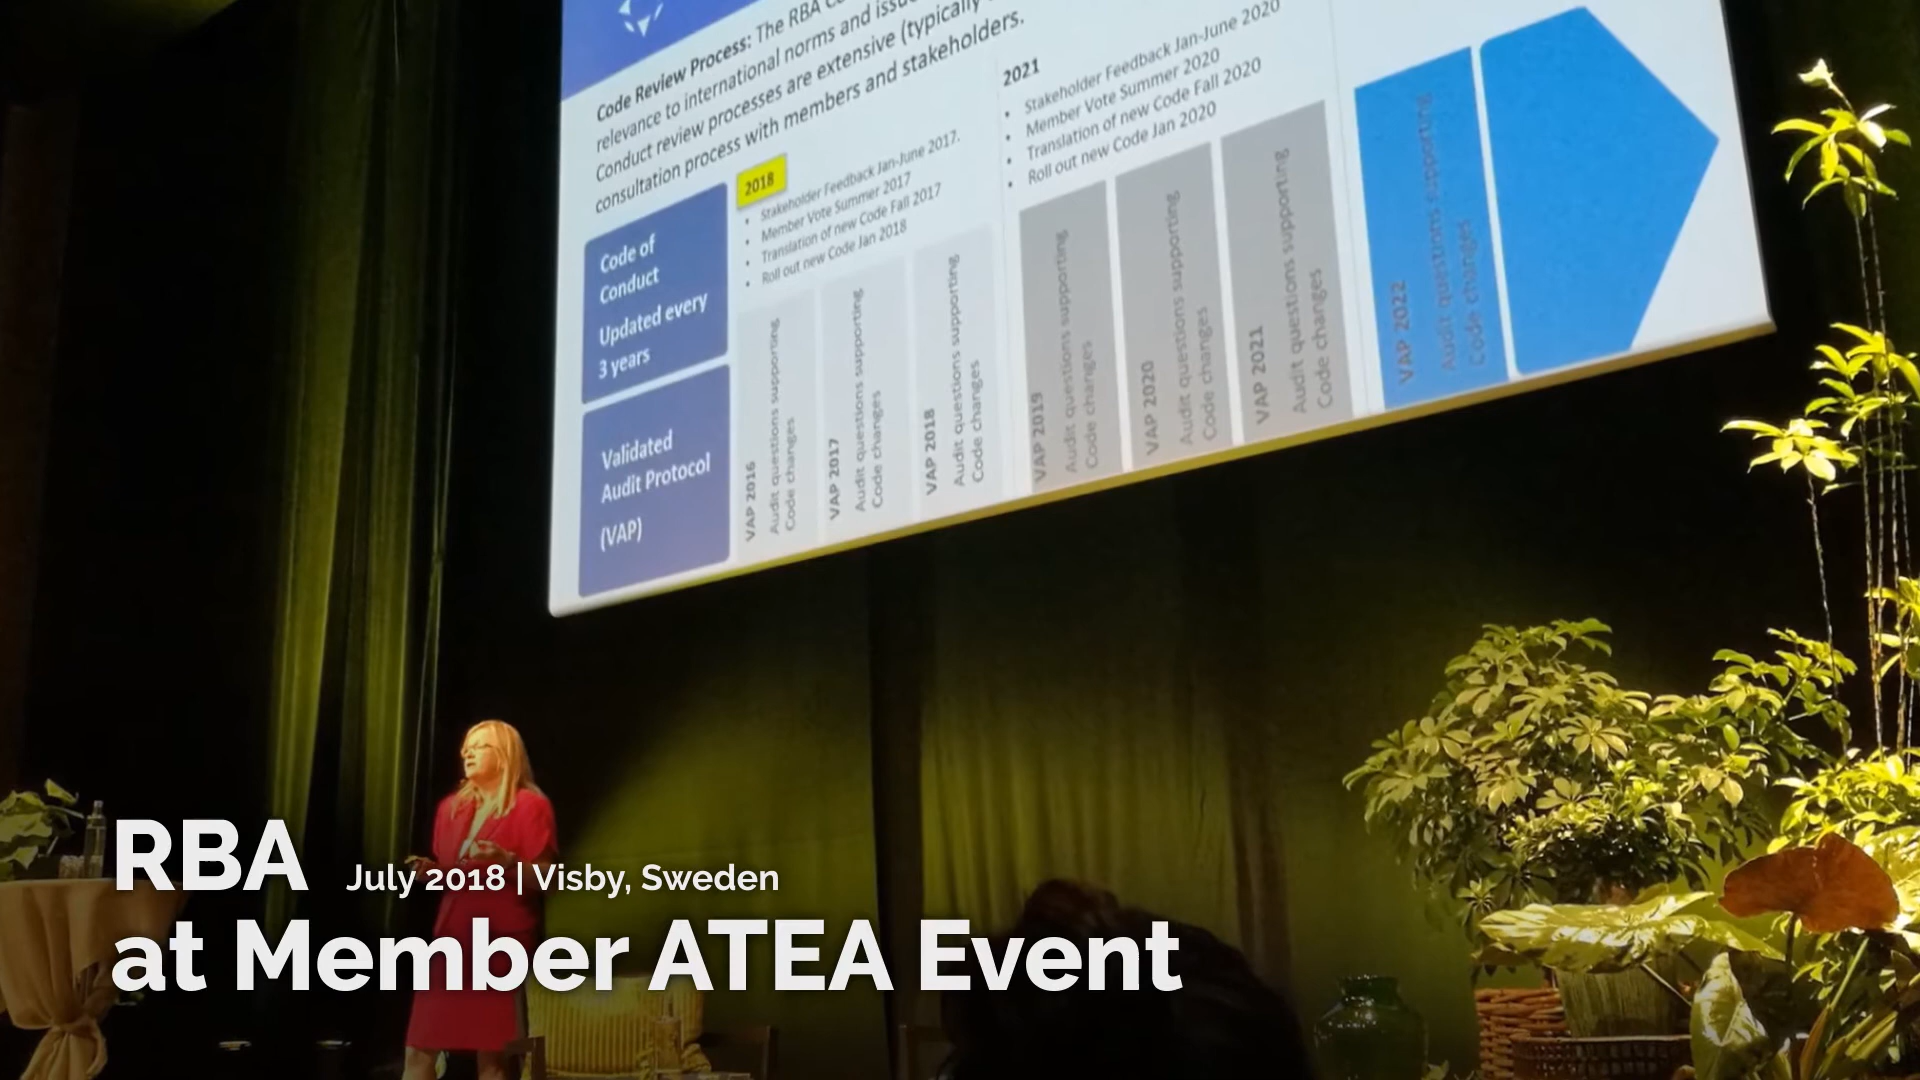 Code Review Process: The RBA
relevance to international norms and
Conduct review processes are extensive (typically
consultation process with members and stakeholders.
Code of
Conduct
Updated every
3 years
2018
• Stakeholder Feedback Jan-June 2017.
• Member Vote Summer 2017
• Translation of new Code Fall 2017
• Roll out new Code Jan 2018
2021
• Stakeholder Feedback Jan-June 2020
• Member Vote Summer 2020
• Translation of new Code Fall 2020
• Roll out new Code Jan 2020
Validated
Audit Protocol
(VAP)
VAP 2016
Audit questions supporting
Code changes
VAP 2017
Audit questions supporting
Code changes
VAP 2018
Audit questions supporting
Code changes
VAP 2019
Audit questions supporting
Code changes
VAP 2020
Audit questions supporting
Code changes
VAP 2021
Audit questions supporting
Code changes
VAP 2022
Audit questions supporting
Code changes
RBA July 2018 | Visby, Sweden
at Member ATEA Event